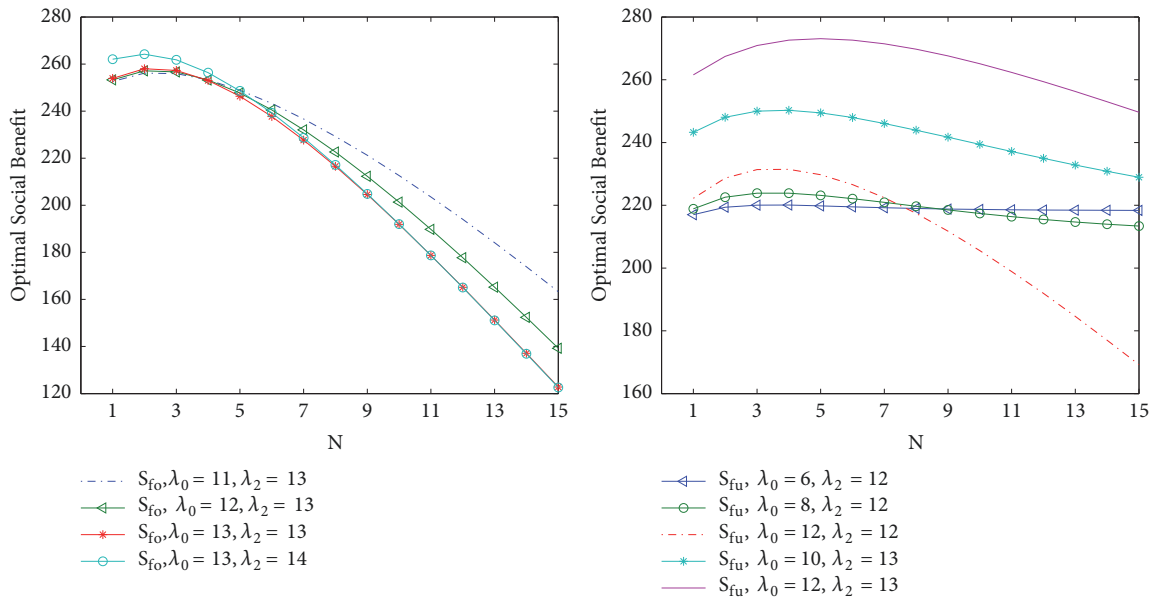 Optimal Social Benefit
280
260
240
220
200
180
160
140
120
1 3 5 7 9 11 13 15
N
S_fo,λ_0 = 11, λ_2 = 13
S_fo, λ_0 = 12, λ_2 = 13
S_fo,λ_0 = 13, λ_2 = 13
S_fo,λ_0 = 13, λ_2 = 14
Optimal Social Benefit
280
260
240
220
200
180
160
1 3 5 7 9 11 13 15
N
S_fu, λ_0 = 6, λ_2 = 12
S_fu, λ_0 = 8, λ_2 = 12
S_fu, λ_0 = 12, λ_2 = 12
S_fu, λ_0 = 10, λ_2 = 13
S_fu, λ_0 = 12, λ_2 = 13